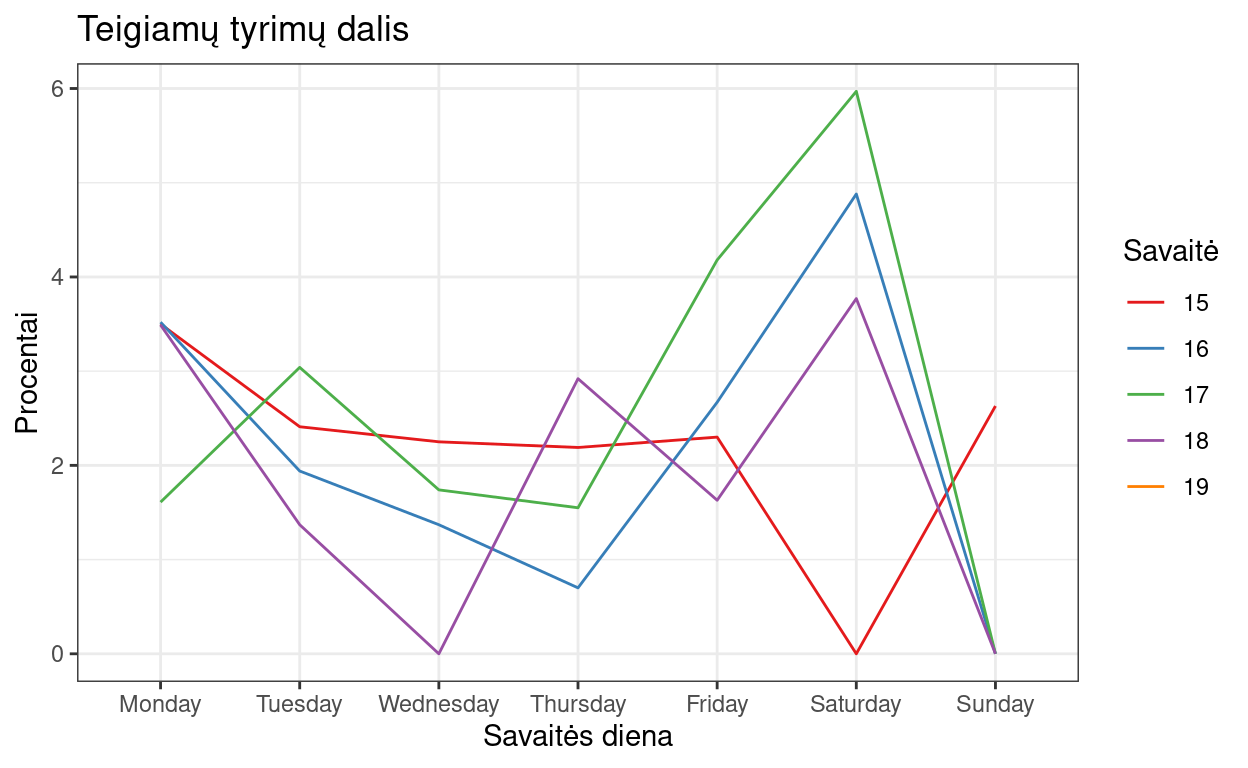 Teigiamų tyrimų dalis
Procentai
6
4
2
0
Monday Tuesday Wednesday Thursday Friday Saturday Sunday
Savaitės diena
Savaitė
15
16
17
18
19